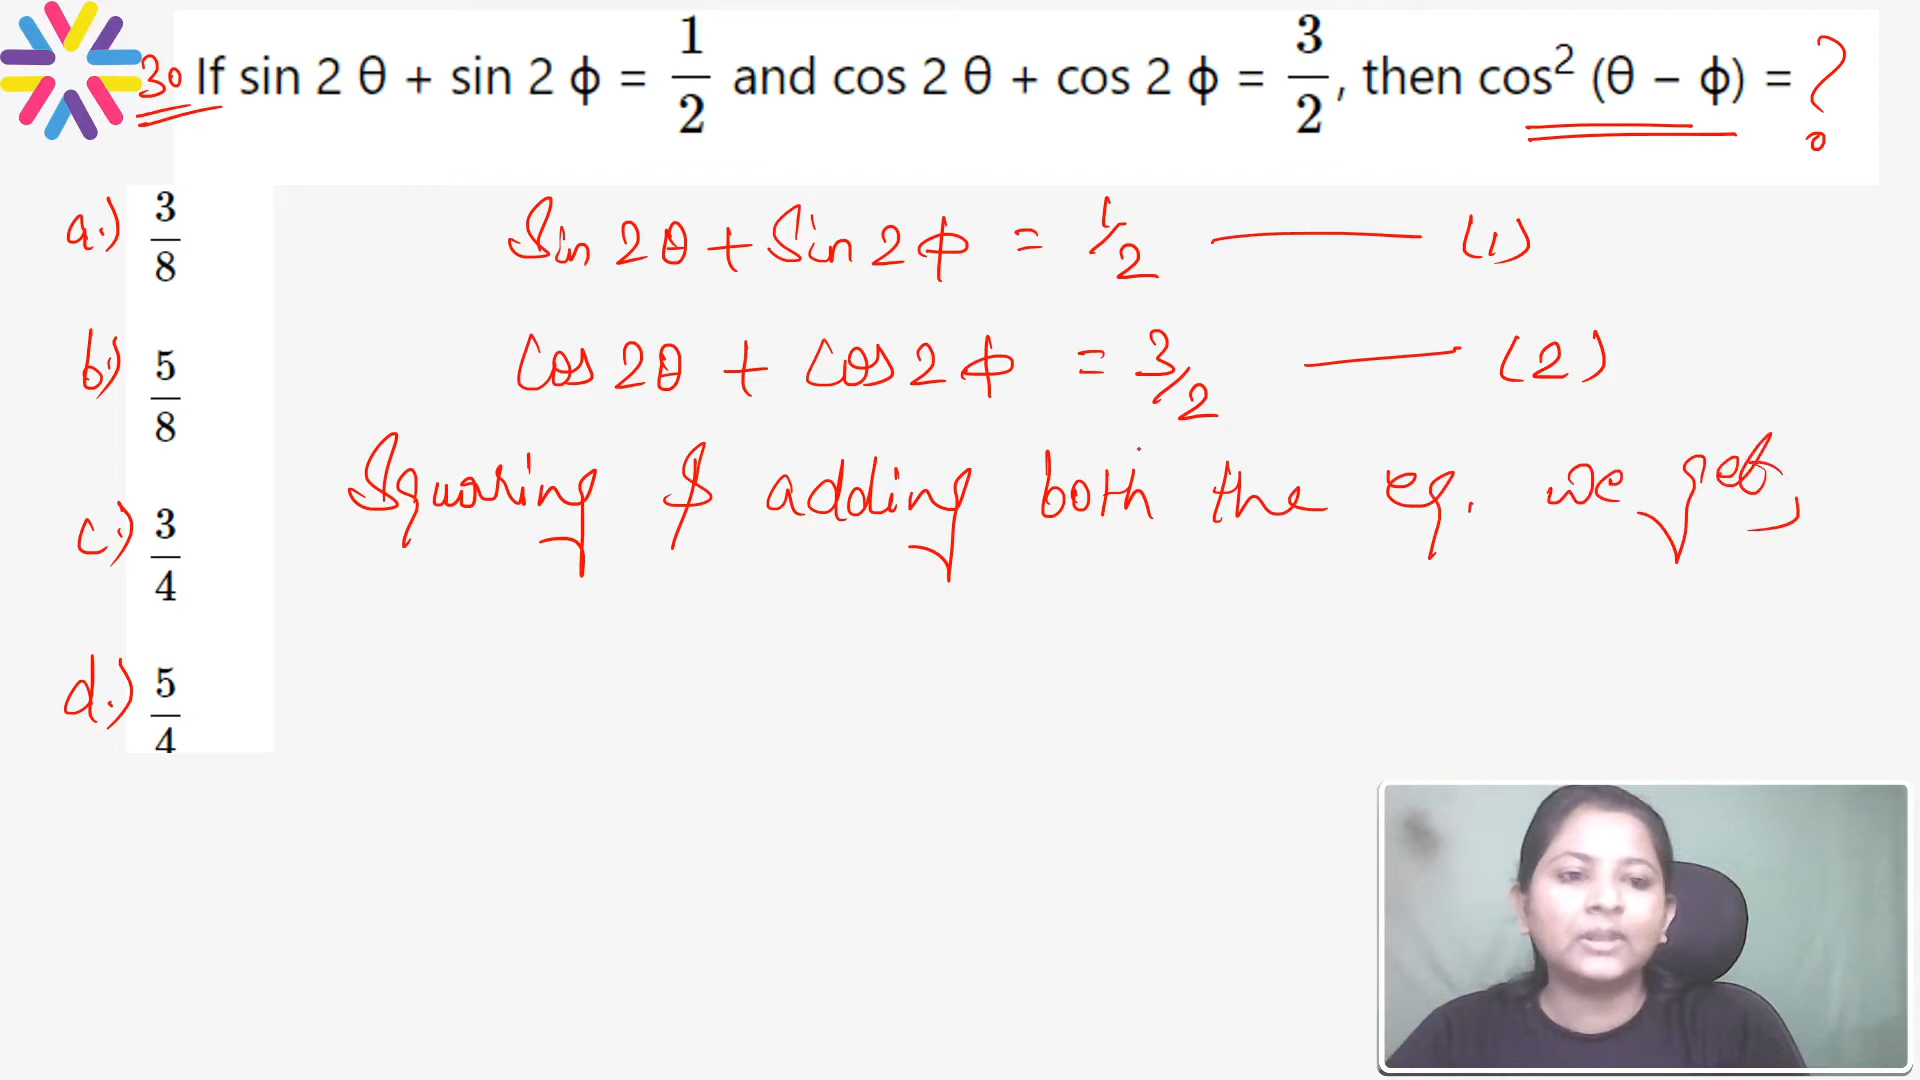 30 If sin 2 θ + sin 2 ϕ = 1/2 and cos 2 θ + cos 2 ϕ = 3/2, then cos² (θ − ϕ) = ?
a.) 3/8
b.) 5/8
c.) 3/4
d.) 5/4
Sin 2θ + Sin 2ϕ = 1/2 —— (1)
Cos 2θ + Cos 2ϕ = 3/2 —— (2)
Squaring & adding both the eq. we get,